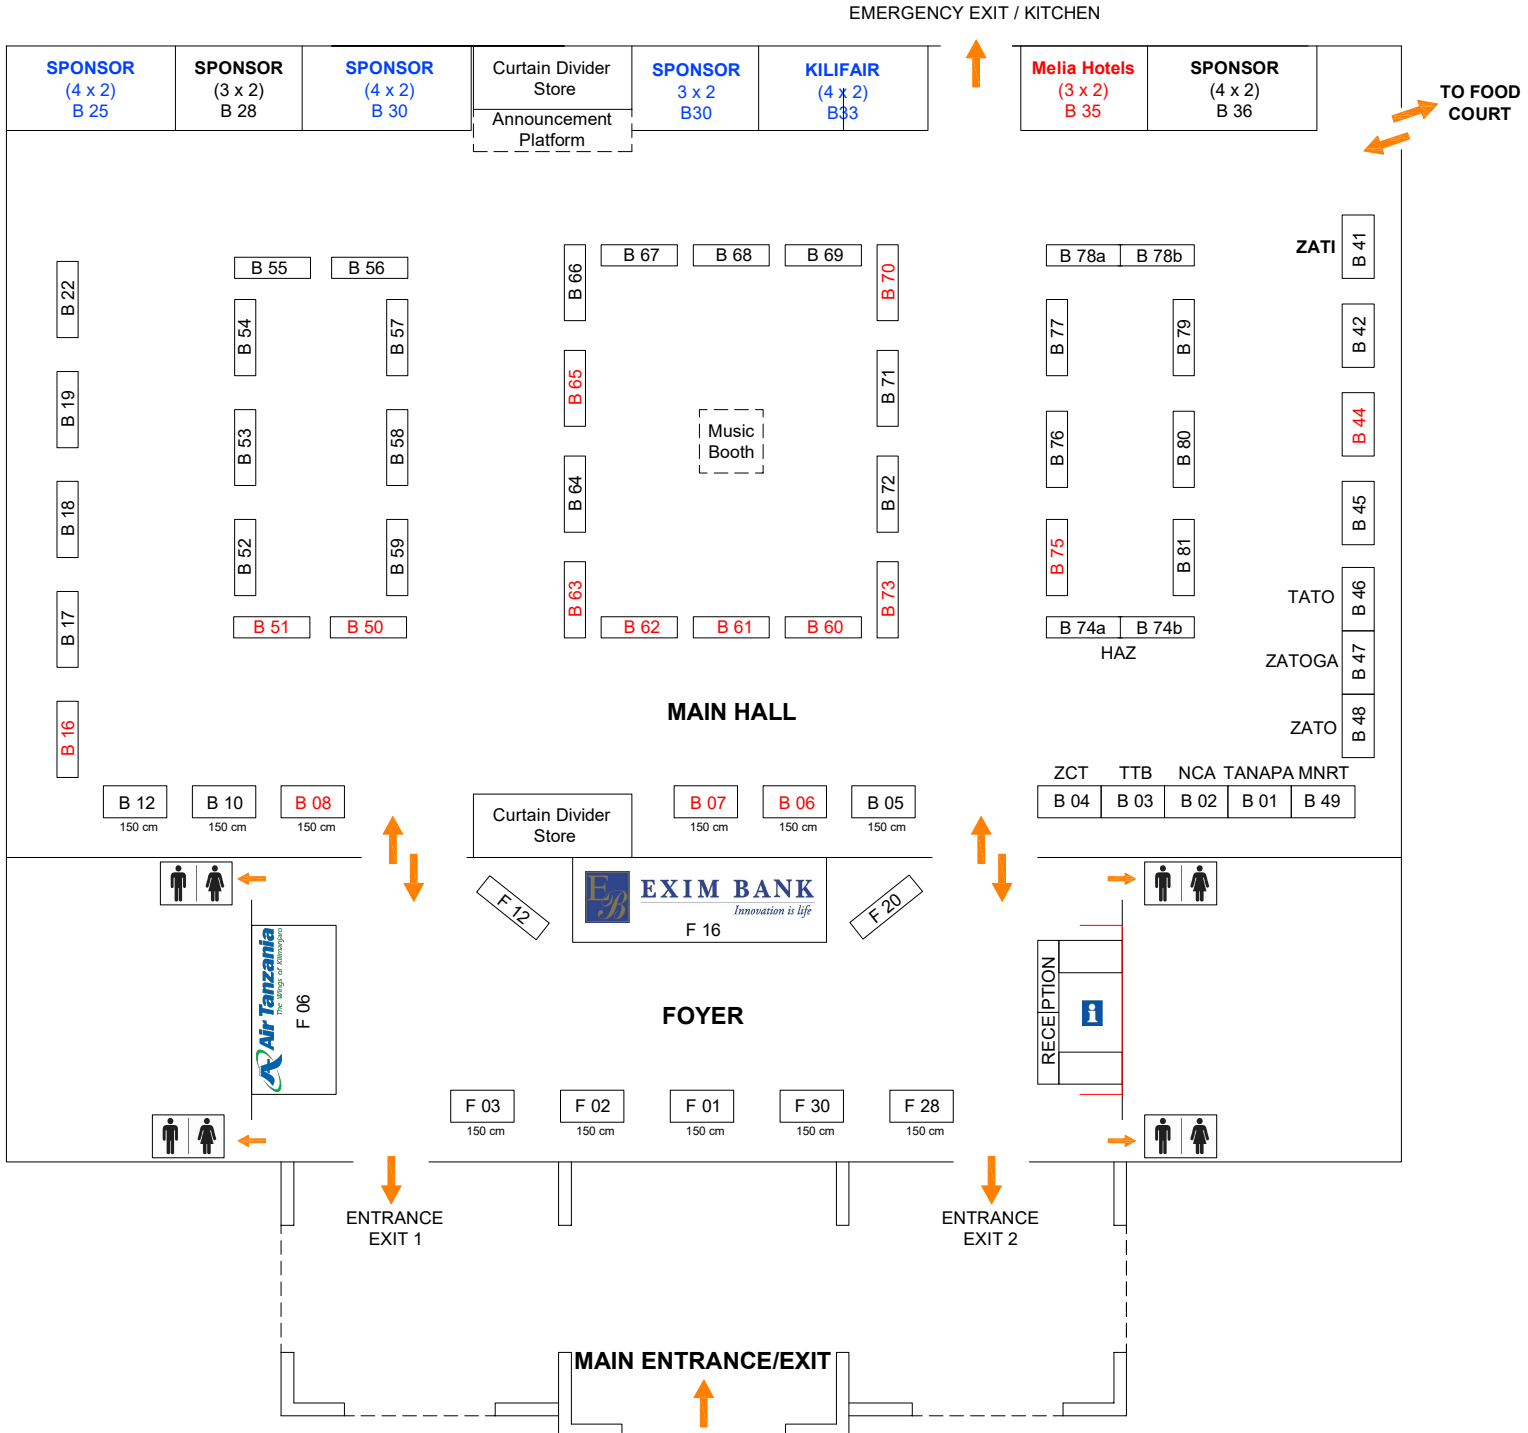 EMERGENCY EXIT / KITCHEN
SPONSOR
(4 x 2)
B 25
SPONSOR
(3 x 2)
B 28
SPONSOR
(4 x 2)
B 30
Curtain Divider
Store
Announcement
Platform
SPONSOR
3 x 2
B30
KILIFAIR
(4 x 2)
B33
Melia Hotels
(3 x 2)
B 35
SPONSOR
(4 x 2)
B 36
TO FOOD
COURT
B 22
B 19
B 18
B 17
B 16
B 55
B 56
B 54
B 57
B 53
B 58
B 52
B 59
B 51
B 50
B 66
B 67
B 68
B 69
B 70
B 65
B 71
Music
Booth
B 64
B 72
B 63
B 73
B 62
B 61
B 60
B 78a
B 78b
B 77
B 79
B 76
B 80
B 75
B 81
B 74a
B 74b
HAZ
ZATI
B 41
B 42
B 44
B 45
TATO
B 46
ZATOGA
B 47
ZATO
B 48
MAIN HALL
B 12
150 cm
B 10
150 cm
B 08
150 cm
Curtain Divider
Store
B 07
150 cm
B 06
150 cm
B 05
150 cm
ZCT
TTB
NCA
TANAPA
MNRT
B 04
B 03
B 02
B 01
B 49
F 12
EB
EXIM BANK
Innovation is life
F 16
F 20
Air Tanzania
The Wings of Kilimanjaro
F 06
FOYER
RECEPTION
i
F 03
150 cm
F 02
150 cm
F 01
150 cm
F 30
150 cm
F 28
150 cm
ENTRANCE
EXIT 1
ENTRANCE
EXIT 2
MAIN ENTRANCE/EXIT